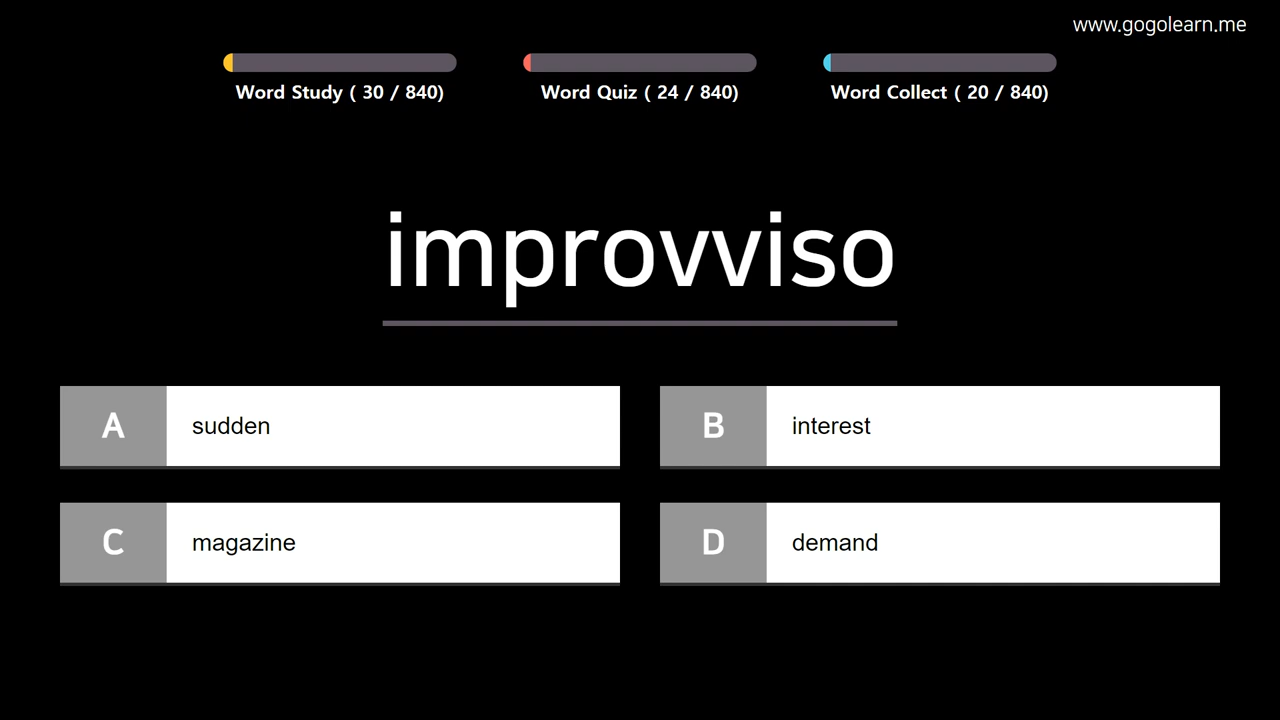 www.gogolearn.me
Word Study ( 30 / 840)
Word Quiz ( 24 / 840)
Word Collect ( 20 / 840)
improvviso
A sudden
B interest
C magazine
D demand